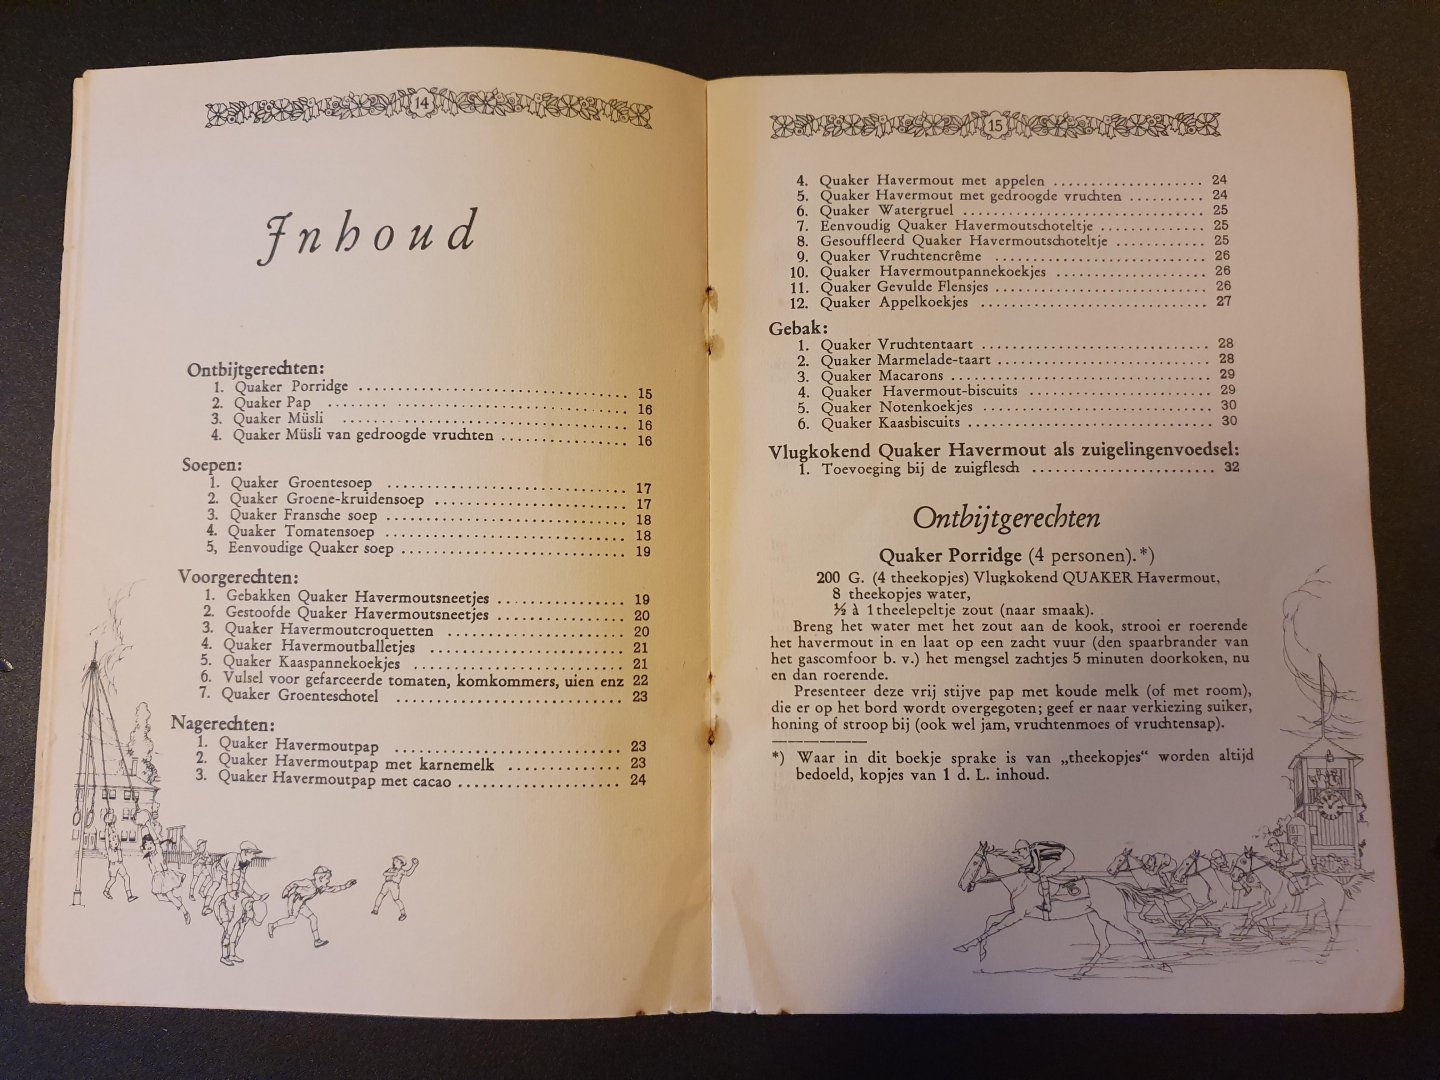 14
Inhoud
Ontbijtgerechten:
1. Quaker Porridge ........................... 15
2. Quaker Pap ........................... 16
3. Quaker Müsli ........................... 16
4. Quaker Müsli van gedroogde vruchten ............. 16
Soepen:
1. Quaker Groentesoep ......................... 17
2. Quaker Groene-kruidensoep .................... 17
3. Quaker Fransche soep ......................... 18
4. Quaker Tomatensoep ......................... 18
5, Eenvoudige Quaker soep ....................... 19
Voorgerechten:
1. Gebakken Quaker Havermoutsneetjes ............. 19
2. Gestoofde Quaker Havermoutsneetjes ............. 20
3. Quaker Havermoutcroquetten ................... 20
4. Quaker Havermoutballetjes ..................... 21
5. Quaker Kaaspannekoekjes ...................... 21
6. Vulsel voor gefarceerde tomaten, komkommers, uien enz 22
7. Quaker Groenteschotel ........................ 23
Nagerechten:
1. Quaker Havermoutpap ......................... 23
2. Quaker Havermoutpap met karnemelk ............ 23
3. Quaker Havermoutpap met cacao .................. 24
15
4. Quaker Havermout met appelen .................... 24
5. Quaker Havermout met gedroogde vruchten .......... 24
6. Quaker Watergruel ................................ 25
7. Eenvoudig Quaker Havermoutschoteltje .............. 25
8. Gesouffleerd Quaker Havermoutschoteltje ............ 25
9. Quaker Vruchtencrême ............................ 26
10. Quaker Havermoutpannekoekjes .................... 26
11. Quaker Gevulde Flensjes ............................ 26
12. Quaker Appelkoekjes .............................. 27
Gebak:
1. Quaker Vruchtentaart .............................. 28
2. Quaker Marmelade-taart ............................ 28
3. Quaker Macarons .................................. 29
4. Quaker Havermout-biscuits ........................ 29
5. Quaker Notenkoekjes .............................. 30
6. Quaker Kaasbiscuits ................................ 30
Vlugkokend Quaker Havermout als zuigelingenvoedsel:
1. Toevoeging bij de zuigflesch ........................ 32
Ontbijtgerechten
Quaker Porridge (4 personen).*)
200 G. (4 theekopjes) Vlugkokend QUAKER Havermout,
8 theekopjes water,
½ à 1 theelepeltje zout (naar smaak).
Breng het water met het zout aan de kook, strooi er roerende
het havermout in en laat op een zacht vuur (den spaarbrander van
het gascomfoor b. v.) het mengsel zachtjes 5 minuten doorkoken, nu
en dan roerende.
Presenteer deze vrij stijve pap met koude melk (of met room),
die er op het bord wordt overgegoten; geef er naar verkiezing suiker,
honing of stroop bij (ook wel jam, vruchtenmoes of vruchtensap).
*) Waar in dit boekje sprake is van „theekopjes“ worden altijd
bedoeld, kopjes van 1 d. L. inhoud.